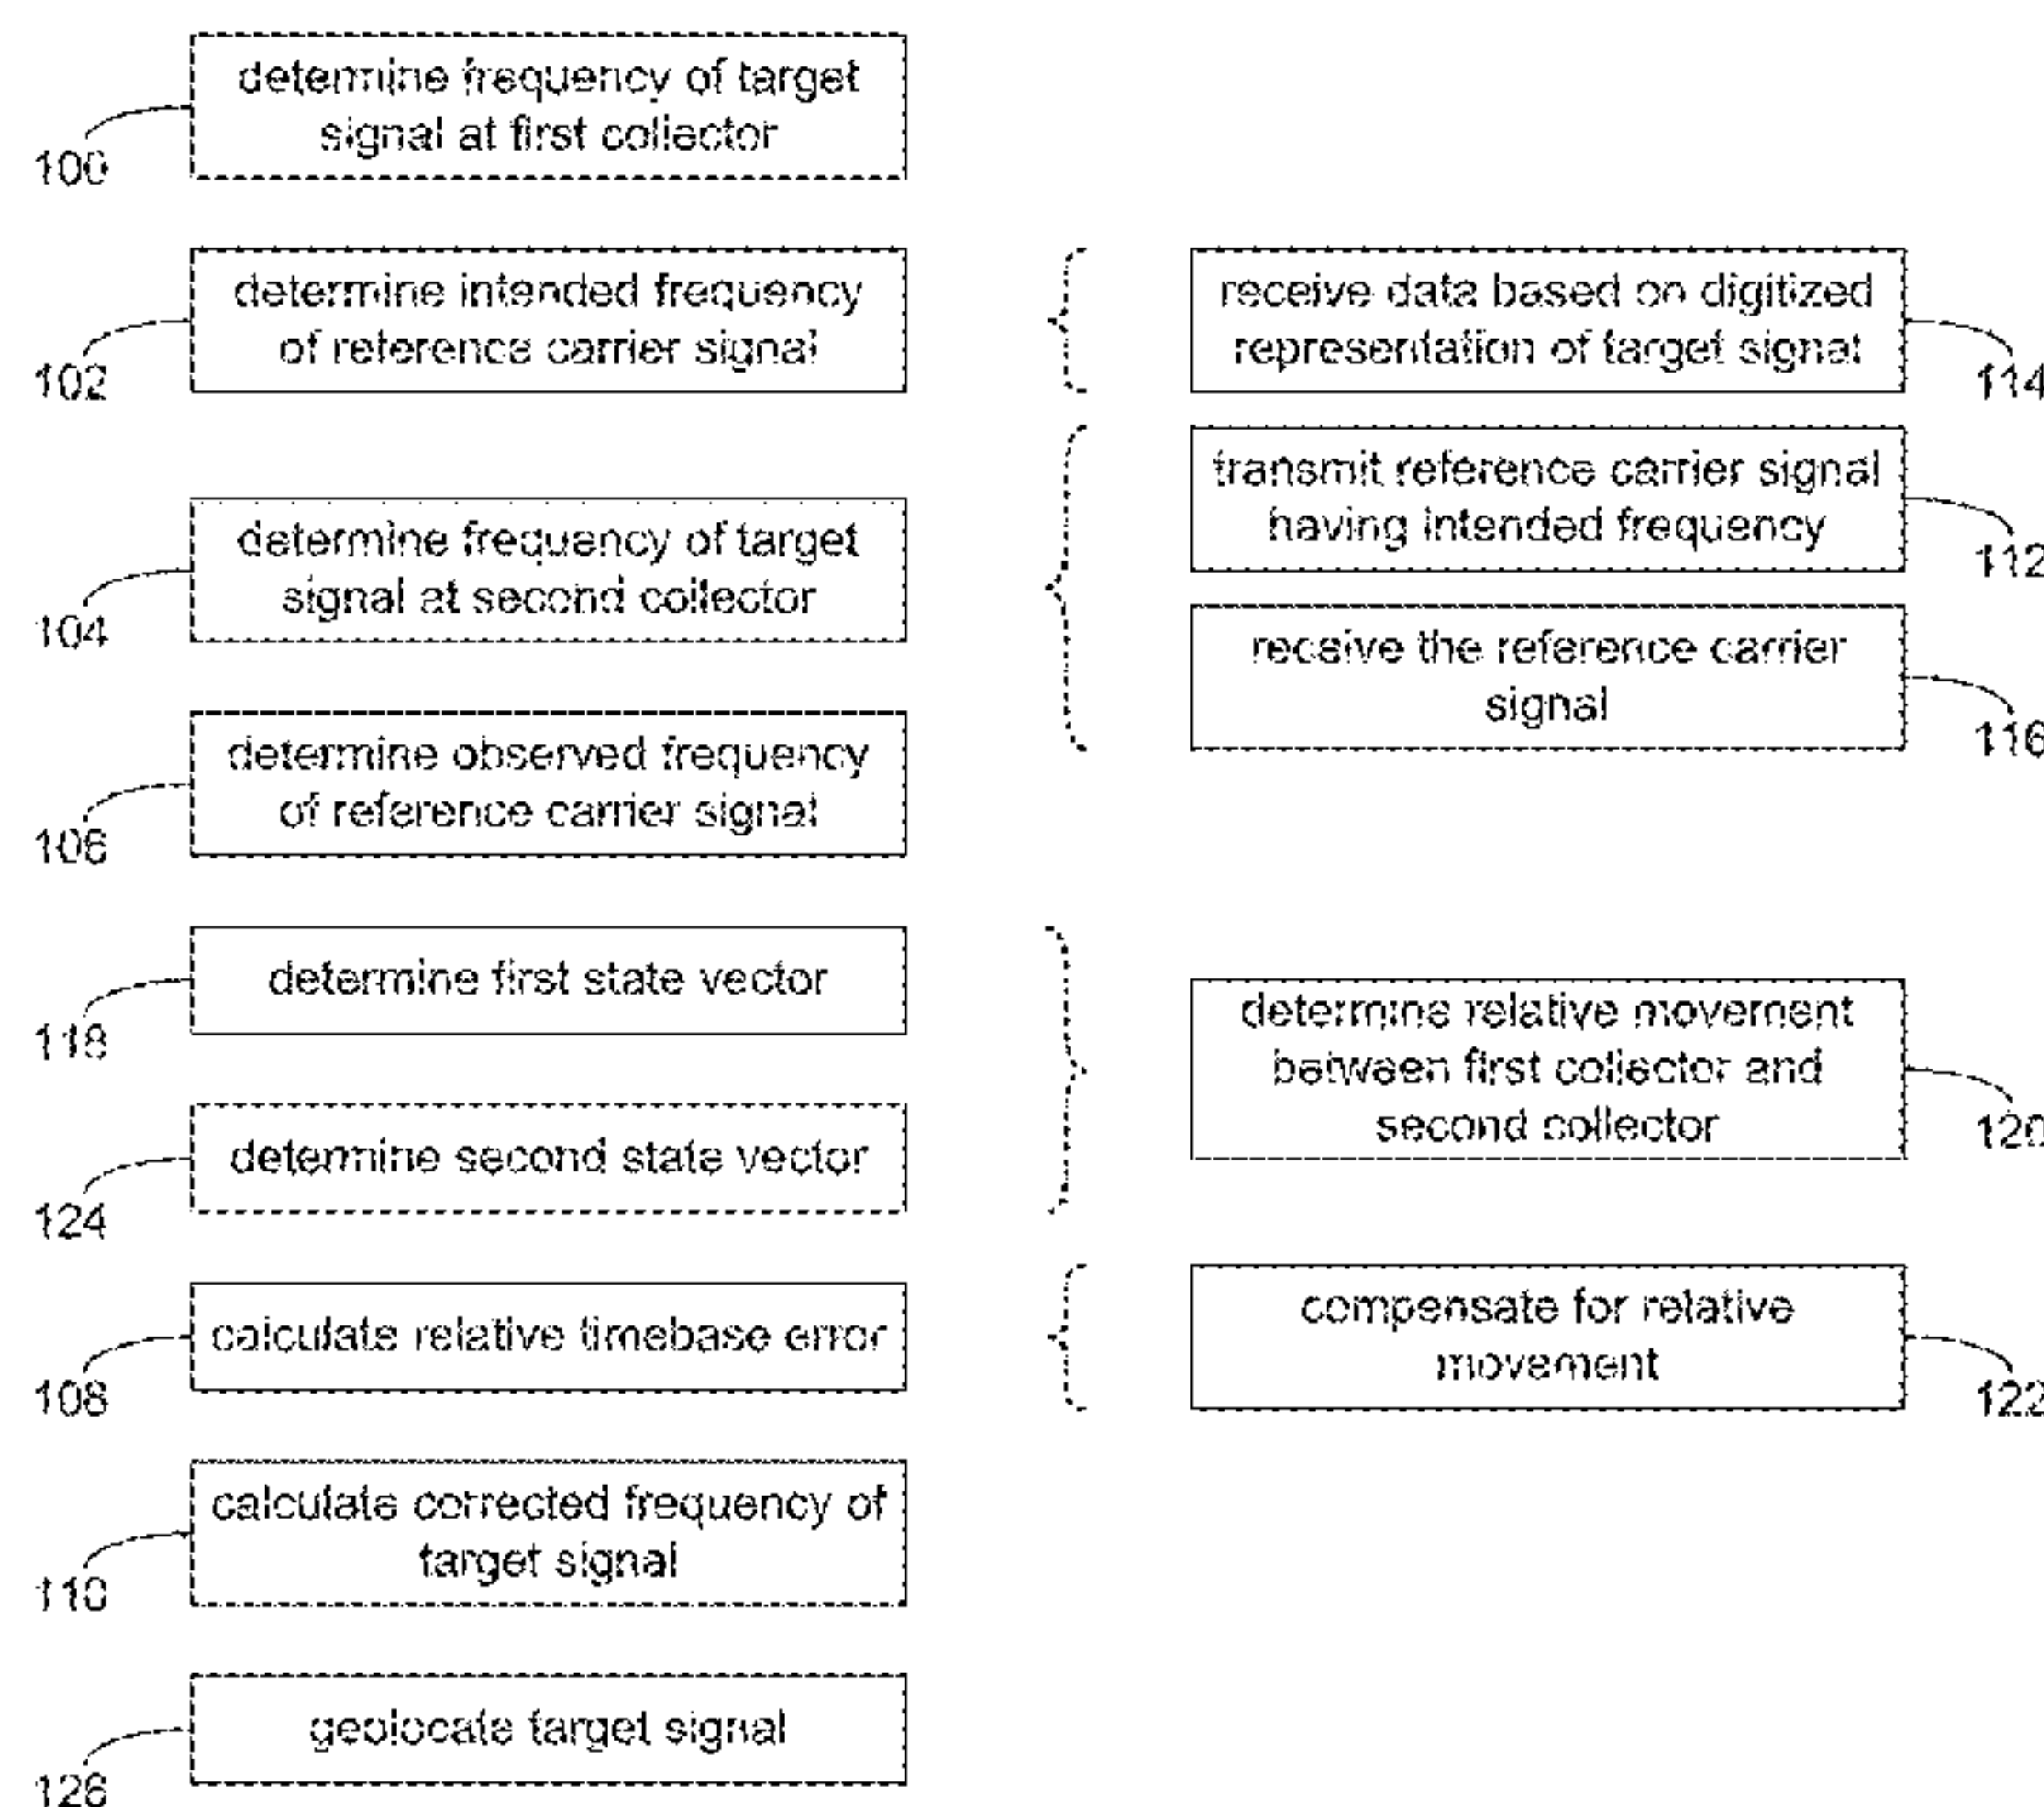 determine frequency of target
signal at first collector
100
determine intended frequency
of reference carrier signal
102
receive data based on digitized
representation of target signal
114
transmit reference carrier signal
having intended frequency
112
determine frequency of target
signal at second collector
104
receive the reference carrier
signal
116
determine observed frequency
of reference carrier signal
106
determine first state vector
118
determine relative movement
between first collector and
second collector
120
determine second state vector
124
calculate relative timebase error
108
compensate for relative
movement
122
calculate corrected frequency of
target signal
110
geolocate target signal
126